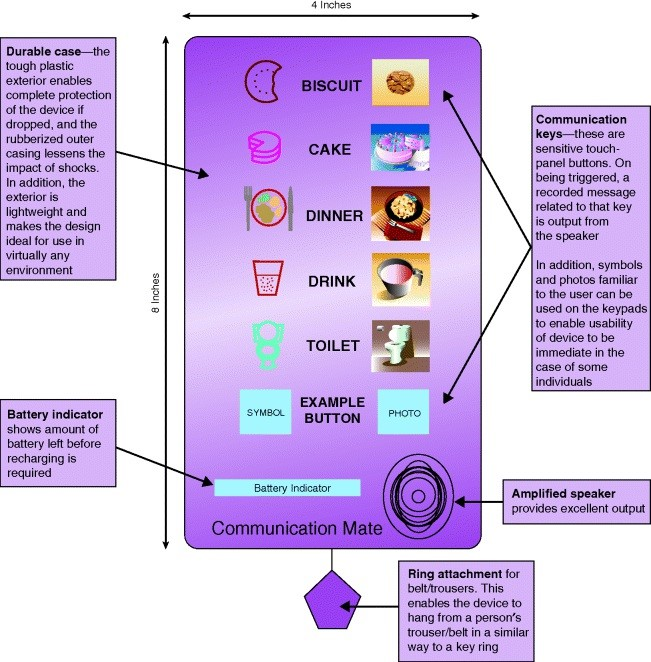 4 Inches
Durable case—the
tough plastic
exterior enables
complete protection
of the device if
dropped, and the
rubberized outer
casing lessens the
impact of shocks.
In addition, the
exterior is
lightweight and
makes the design
ideal for use in
virtually any
environment
8 Inches
Battery indicator
shows amount of
battery left before
recharging is
required
BISCUIT
CAKE
DINNER
DRINK
TOILET
SYMBOL
EXAMPLE
BUTTON
PHOTO
Battery Indicator
Communication Mate
Communication
keys—these are
sensitive touch-
panel buttons. On
being triggered, a
recorded message
related to that key
is output from
the speaker
In addition, symbols
and photos familiar
to the user can be
used on the keypads
to enable usability
of device to be
immediate in the
case of some
individuals
Amplified speaker
provides excellent output
Ring attachment for
belt/trousers. This
enables the device to
hang from a person's
trouser/belt in a similar
way to a key ring